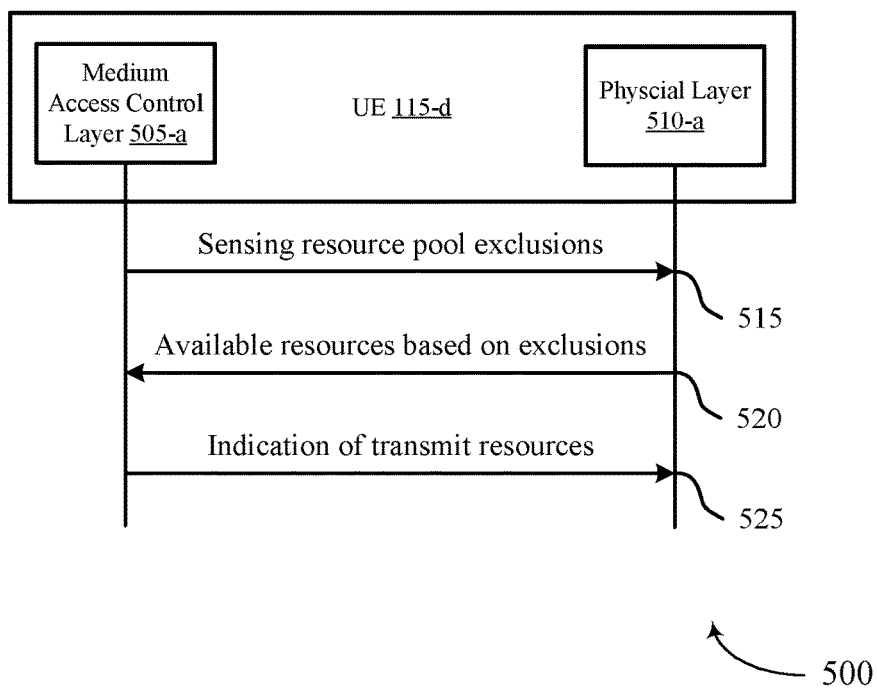 Medium
Access Control
Layer 505-a
UE 115-d
Physcial Layer
510-a
Sensing resource pool exclusions
515
Available resources based on exclusions
520
Indication of transmit resources
525
500